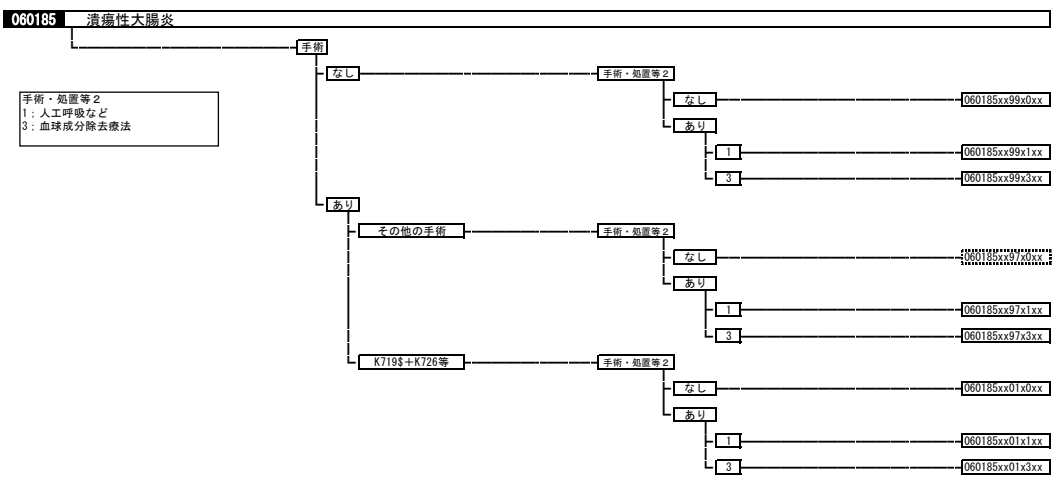 060185 潰瘍性大腸炎
手術
なし
手術・処置等２
手術・処置等２
1；人工呼吸など
3；血球成分除去療法
なし
060185xx99x0xx
あり
1
060185xx99x1xx
3
060185xx99x3xx
あり
その他の手術
手術・処置等２
なし
060185xx97x0xx
あり
1
060185xx97x1xx
3
060185xx97x3xx
K719$＋K726等
手術・処置等２
なし
060185xx01x0xx
あり
1
060185xx01x1xx
3
060185xx01x3xx